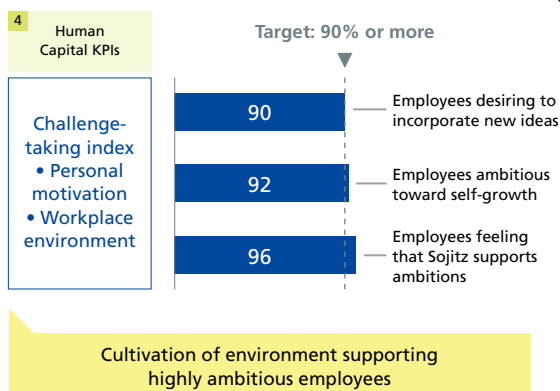 4
Human
Capital KPIs
Target: 90% or more
Challenge-
taking index
• Personal
motivation
• Workplace
environment
90
Employees desiring to
incorporate new ideas
92
Employees ambitious
toward self-growth
96
Employees feeling
that Sojitz supports
ambitions
Cultivation of environment supporting
highly ambitious employees